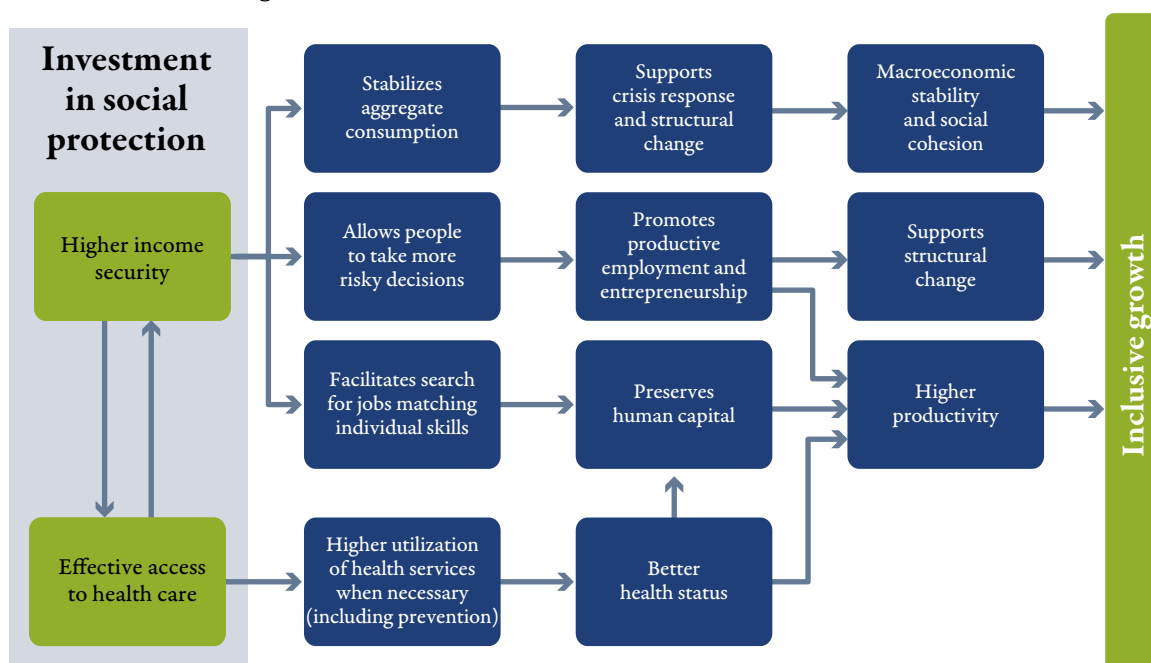 Investment
in social
protection
Higher income
security
Effective access
to health care
Stabilizes
aggregate
consumption
Supports
crisis response
and structural
change
Macroeconomic
stability
and social
cohesion
Allows people
to take more
risky decisions
Promotes
productive
employment and
entrepreneurship
Supports
structural
change
Facilitates search
for jobs matching
individual skills
Preserves
human capital
Higher
productivity
Higher utilization
of health services
when necessary
(including prevention)
Better
health status
Inclusive growth